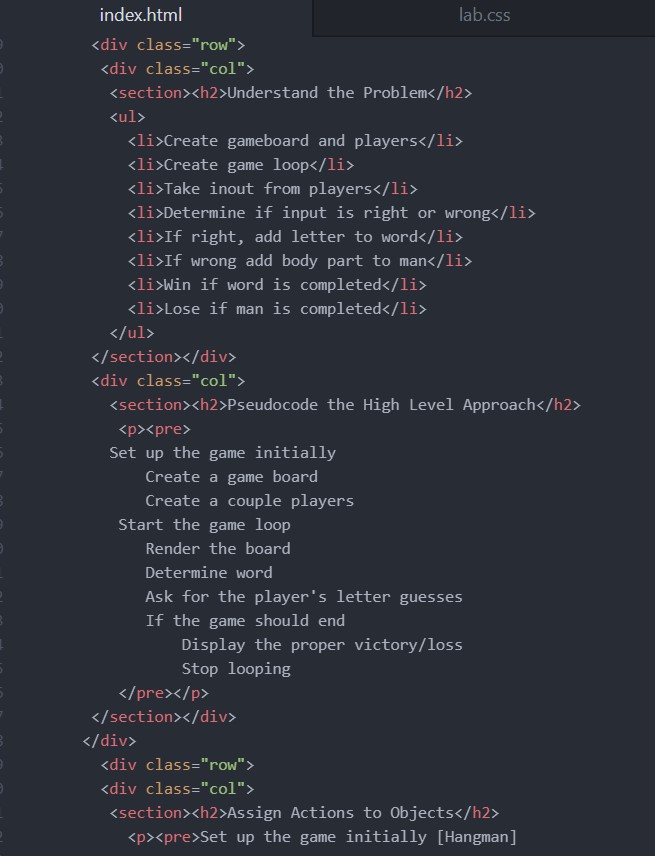 index.html
lab.css
<div class="row">
<div class="col">
<section><h2>Understand the Problem</h2>
<ul>
<li>Create gameboard and players</li>
<li>Create game loop</li>
<li>Take inout from players</li>
<li>Determine if input is right or wrong</li>
<li>If right, add letter to word</li>
<li>If wrong add body part to man</li>
<li>Win if word is completed</li>
<li>Lose if man is completed</li>
</ul>
</section></div>
<div class="col">
<section><h2>Pseudocode the High Level Approach</h2>
<p><pre>
Set up the game initially
Create a game board
Create a couple players
Start the game loop
Render the board
Determine word
Ask for the player's letter guesses
If the game should end
Display the proper victory/loss
Stop looping
</pre></p>
</section></div>
</div>
<div class="row">
<div class="col">
<section><h2>Assign Actions to Objects</h2>
<p><pre>Set up the game initially [Hangman]